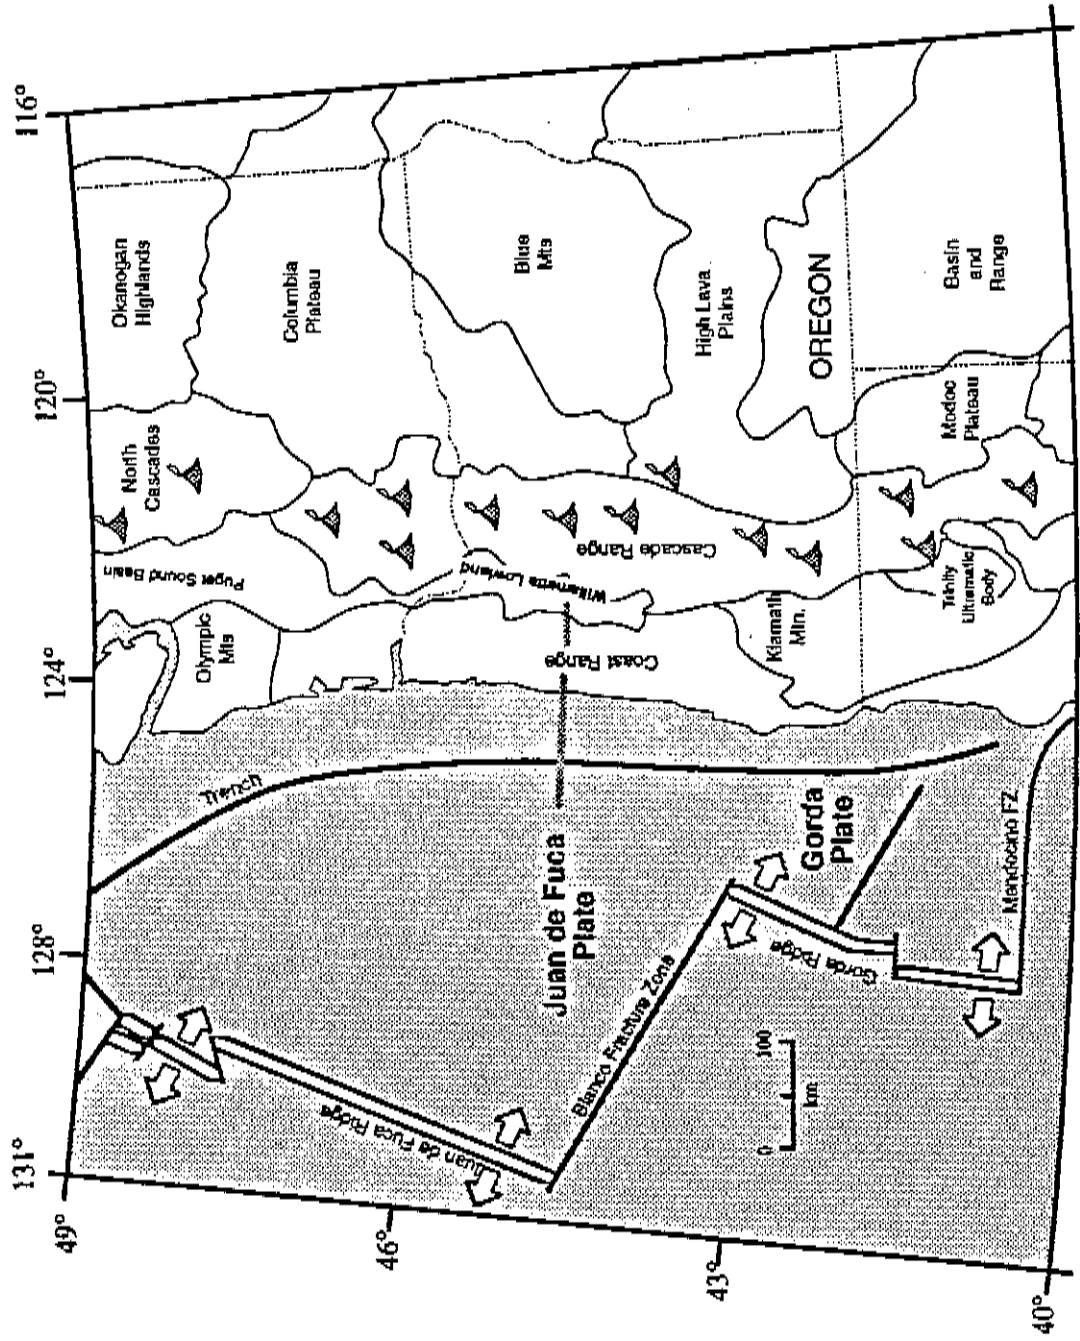 116°
120°
124°
128°
131°
49°
46°
43°
40°
Okanogan
Highlands
Columbia
Plateau
Blue
Mts
High Lava
Plains
OREGON
Basin
and
Range
North
Cascades
Modoc
Plateau
Puget Sound Basin
Willamette Lowland
Cascade Range
Trinity
Ultramafic
Body
Olympic
Mts
Coast Range
Klamath
Mtn.
Trench
Juan de Fuca
Plate
Gorda
Plate
Mendocino FZ
Blanco Fracture Zone
Gorda Ridge
Juan de Fuca Ridge
0
100
km